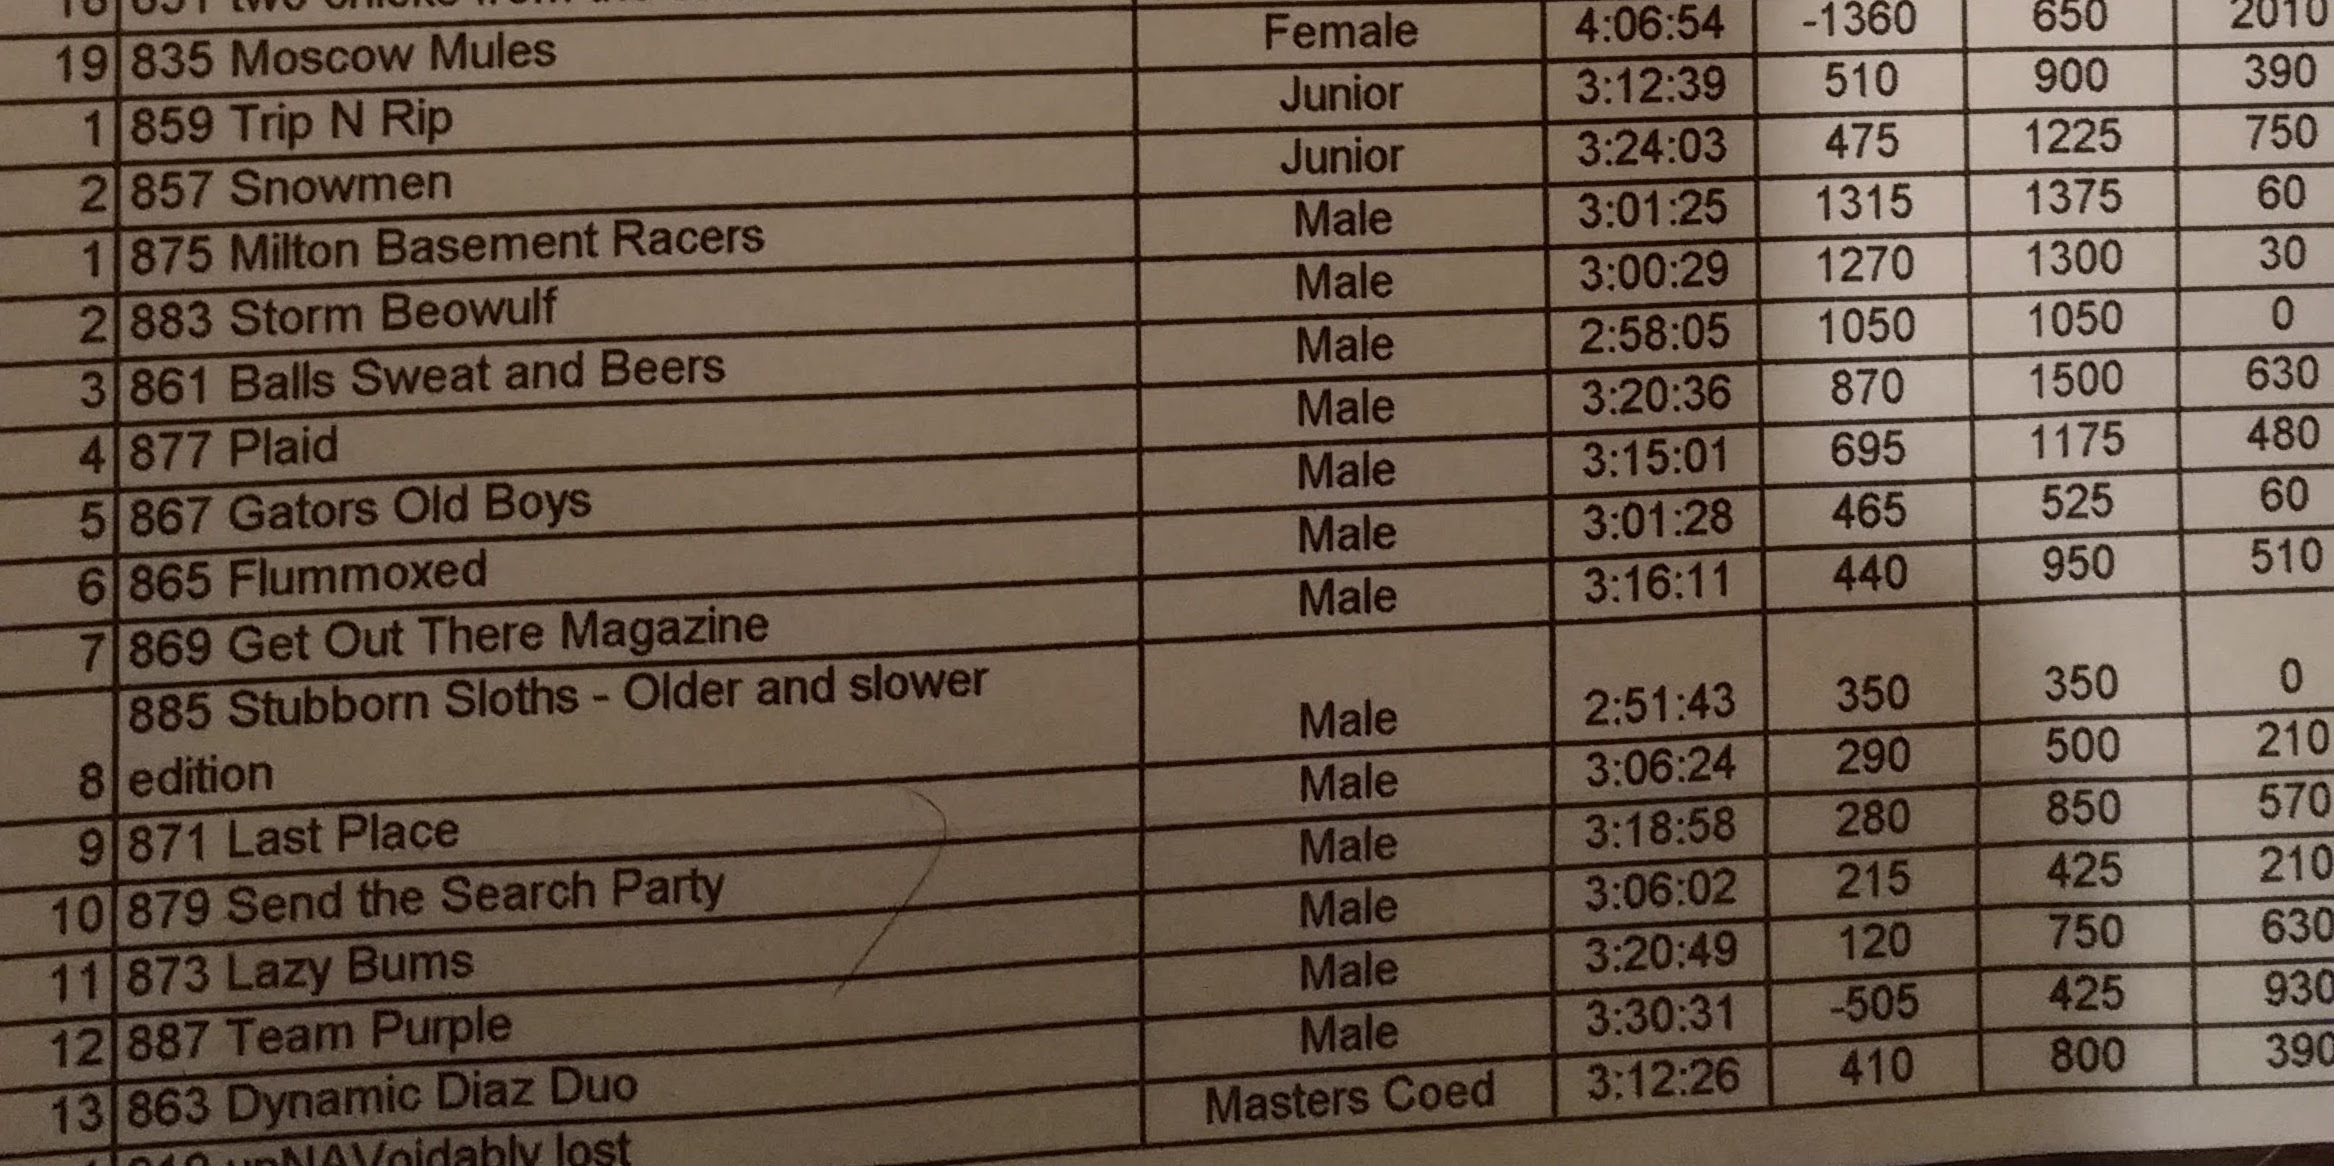 two chicks from the
19 835 Moscow Mules Female 4:06:54 -1360 650 2010
1 859 Trip N Rip Junior 3:12:39 510 900 390
2 857 Snowmen Junior 3:24:03 475 1225 750
1 875 Milton Basement Racers Male 3:01:25 1315 1375 60
2 883 Storm Beowulf Male 3:00:29 1270 1300 30
3 861 Balls Sweat and Beers Male 2:58:05 1050 1050 0
4 877 Plaid Male 3:20:36 870 1500 630
5 867 Gators Old Boys Male 3:15:01 695 1175 480
6 865 Flummoxed Male 3:01:28 465 525 60
7 869 Get Out There Magazine Male 3:16:11 440 950 510
885 Stubborn Sloths - Older and slower
8 edition Male 2:51:43 350 350 0
9 871 Last Place Male 3:06:24 290 500 210
10 879 Send the Search Party Male 3:18:58 280 850 570
11 873 Lazy Bums Male 3:06:02 215 425 210
12 887 Team Purple Male 3:20:49 120 750 630
13 863 Dynamic Diaz Duo Male 3:30:31 -505 425 930
unNAVoidably lost Masters Coed 3:12:26 410 800 390